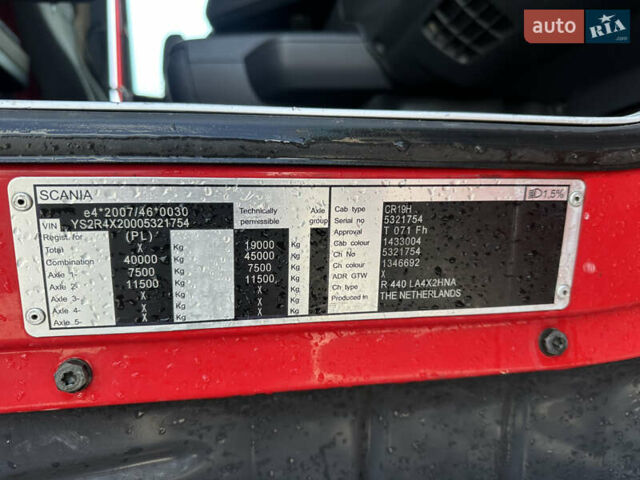 auto RIA.com
SCANIA 1,5%
e4*2007/46*0030
VIN YS2R4X20005321754
Technically permissible
Axle group
Regist. for (PL)
Total X Kg 19000 Kg
Combination 40000 Kg 45000 Kg
Axle 1- 7500 Kg 7500 Kg
Axle 2- 11500 Kg 11500 Kg
Axle 3- X Kg X Kg
Axle 4- X Kg X Kg
Axle 5- X Kg X Kg
Cab type CR19H
Serial no 5321754
Approval T 071 Fh
Cab colour 1433004
Ch No 5321754
Ch colour 1346692
ADR GTW X
Ch type R 440 LA4X2HNA
Produced In THE NETHERLANDS